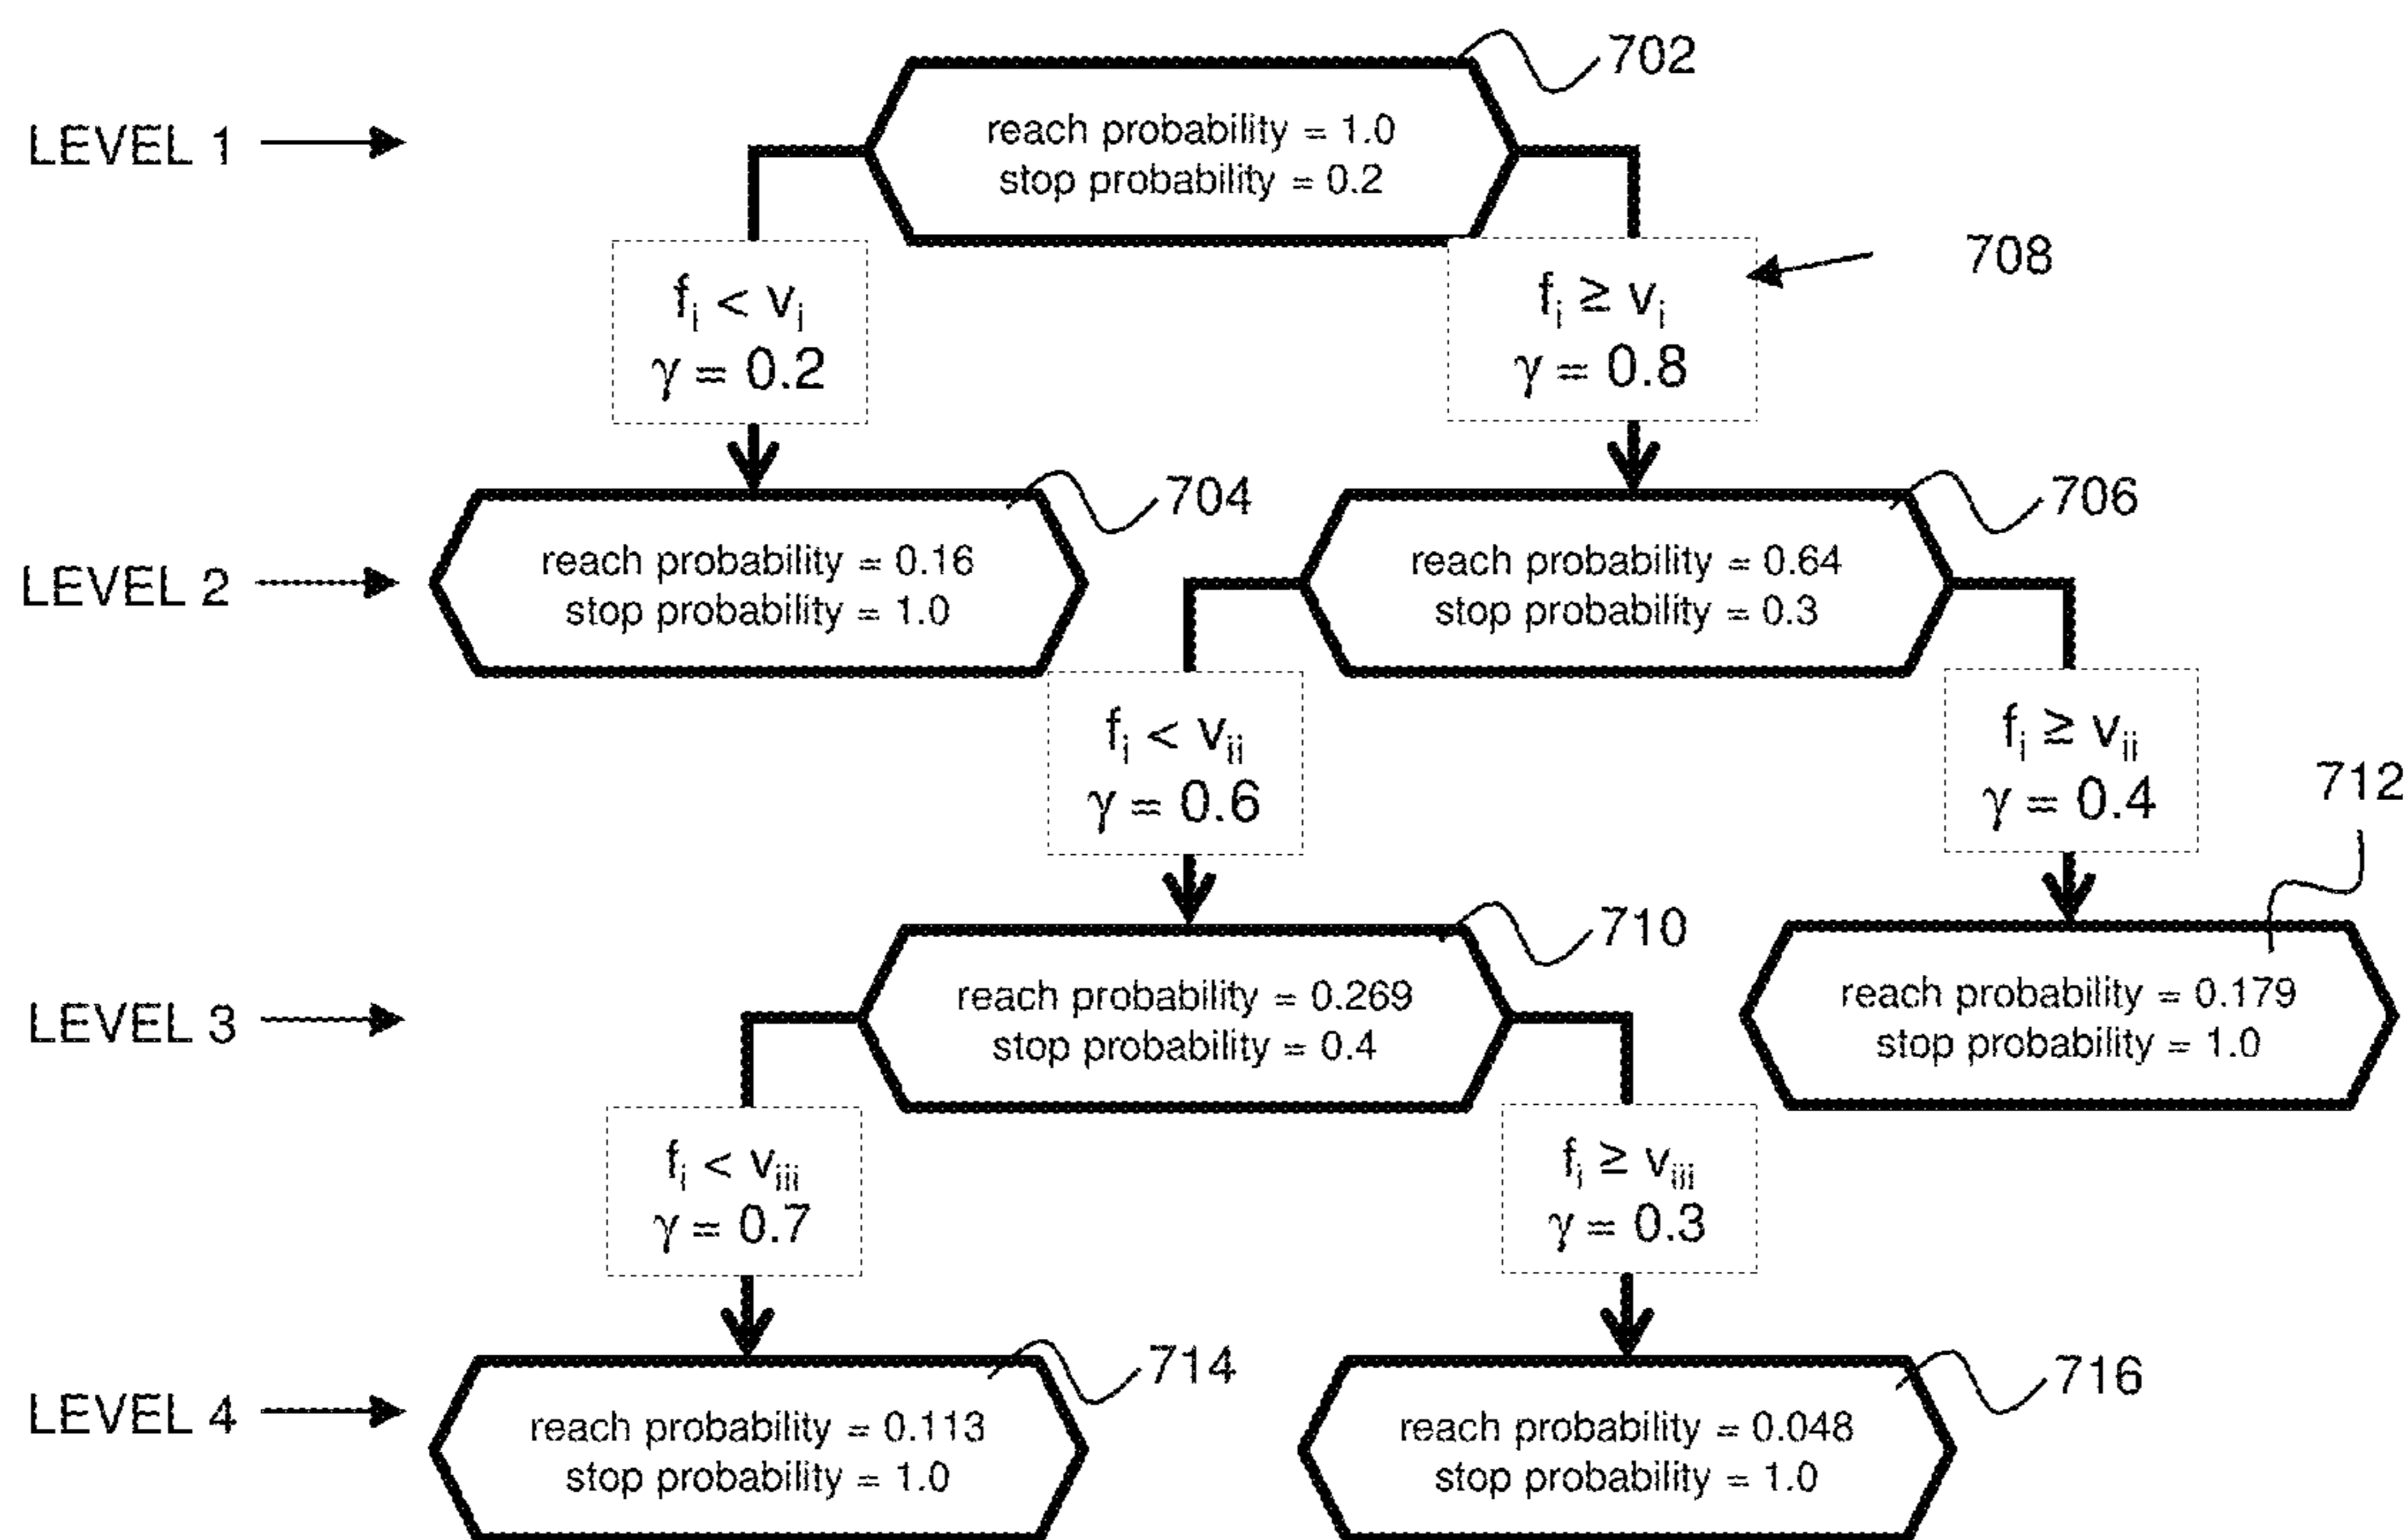 702
LEVEL 1
reach probability = 1.0
stop probability = 0.2
708
fᵢ < vᵢ
γ = 0.2
fᵢ ≥ vᵢ
γ = 0.8
704
706
LEVEL 2
reach probability = 0.16
stop probability = 1.0
reach probability = 0.64
stop probability = 0.3
fᵢ < vᵢᵢ
γ = 0.6
fᵢ ≥ vᵢᵢ
γ = 0.4
712
710
LEVEL 3
reach probability = 0.269
stop probability = 0.4
reach probability = 0.179
stop probability = 1.0
fᵢ < vᵢᵢᵢ
γ = 0.7
fᵢ ≥ vᵢᵢᵢ
γ = 0.3
714
716
LEVEL 4
reach probability = 0.113
stop probability = 1.0
reach probability = 0.048
stop probability = 1.0